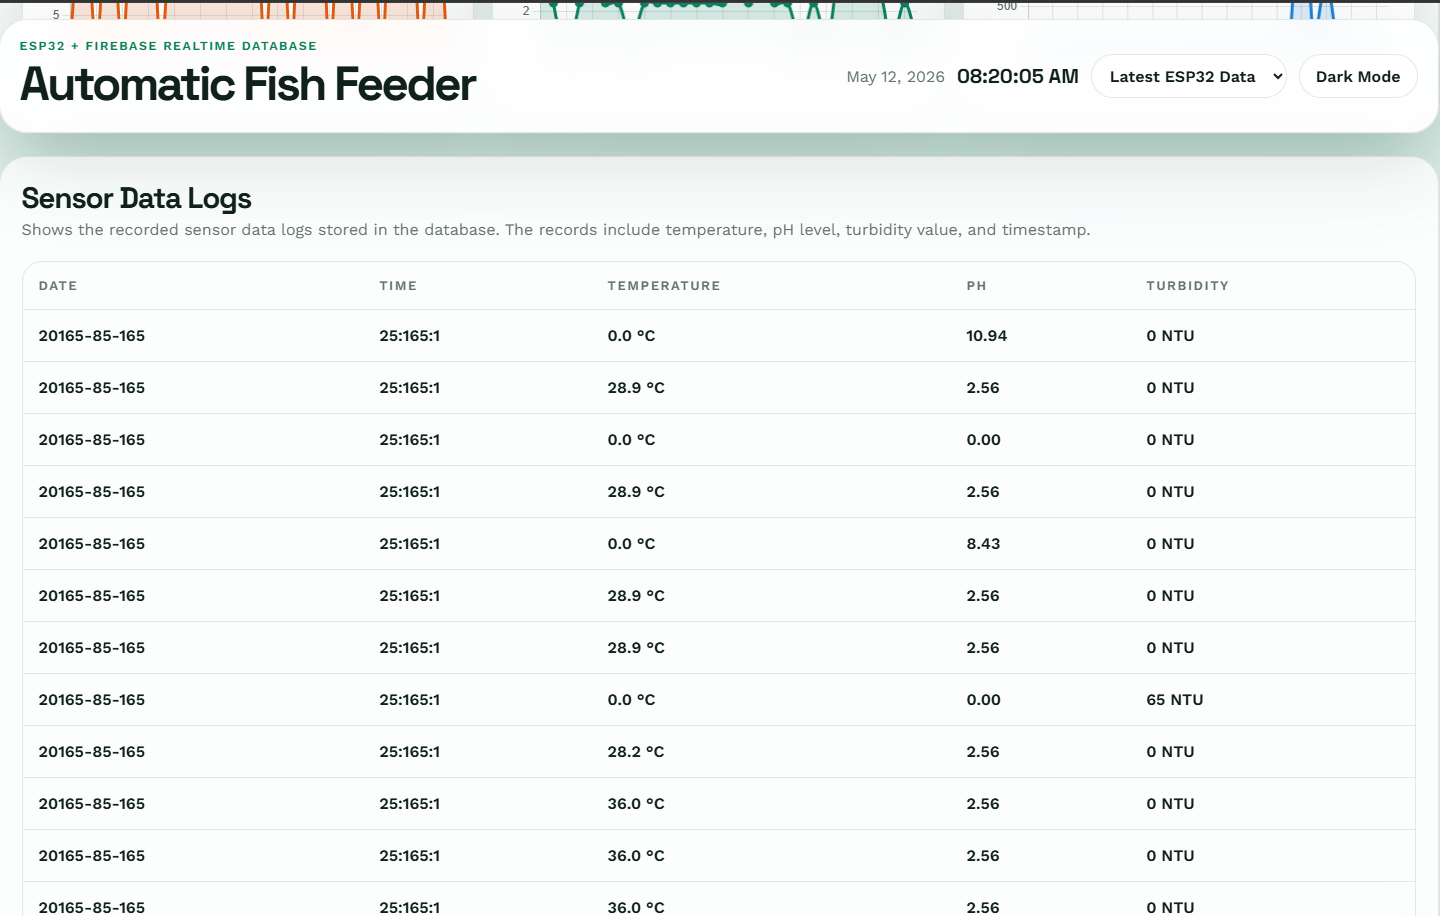 5
2
500
ESP32 + FIREBASE REALTIME DATABASE
Automatic Fish Feeder
May 12, 2026 08:20:05 AM Latest ESP32 Data Dark Mode
Sensor Data Logs
Shows the recorded sensor data logs stored in the database. The records include temperature, pH level, turbidity value, and timestamp.
DATE TIME TEMPERATURE PH TURBIDITY
20165-85-165 25:165:1 0.0 °C 10.94 0 NTU
20165-85-165 25:165:1 28.9 °C 2.56 0 NTU
20165-85-165 25:165:1 0.0 °C 0.00 0 NTU
20165-85-165 25:165:1 28.9 °C 2.56 0 NTU
20165-85-165 25:165:1 0.0 °C 8.43 0 NTU
20165-85-165 25:165:1 28.9 °C 2.56 0 NTU
20165-85-165 25:165:1 28.9 °C 2.56 0 NTU
20165-85-165 25:165:1 0.0 °C 0.00 65 NTU
20165-85-165 25:165:1 28.2 °C 2.56 0 NTU
20165-85-165 25:165:1 36.0 °C 2.56 0 NTU
20165-85-165 25:165:1 36.0 °C 2.56 0 NTU
20165-85-165 25:165:1 36.0 °C 2.56 0 NTU